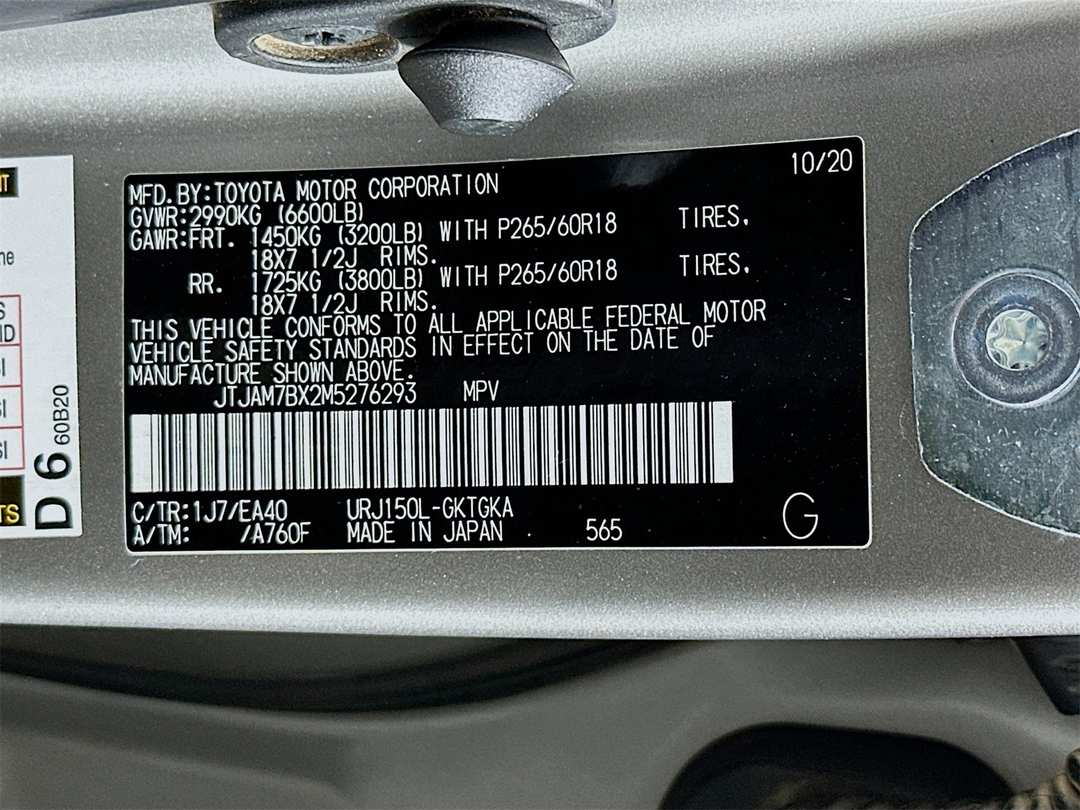 10/20
MFD. BY:TOYOTA MOTOR CORPORATION
GVWR:2990KG (6600LB)
GAWR:FRT. 1450KG (3200LB) WITH P265/60R18 TIRES,
18X7 1/2J RIMS.
RR. 1725KG (3800LB) WITH P265/60R18 TIRES,
18X7 1/2J RIMS.
THIS VEHICLE CONFORMS TO ALL APPLICABLE FEDERAL MOTOR
VEHICLE SAFETY STANDARDS IN EFFECT ON THE DATE OF
MANUFACTURE SHOWN ABOVE.
JTJAM7BX2M5276293 MPV
C/TR:1J7/EA40 URJ150L-GKTGKA
A/TM: /A760F MADE IN JAPAN 565
G
D 6 60B20